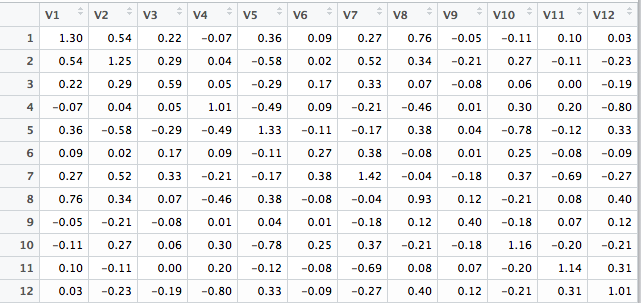 V1 V2 V3 V4 V5 V6 V7 V8 V9 V10 V11 V12
1 1.30 0.54 0.22 −0.07 0.36 0.09 0.27 0.76 −0.05 −0.11 0.10 0.03
2 0.54 1.25 0.29 0.04 −0.58 0.02 0.52 0.34 −0.21 0.27 −0.11 −0.23
3 0.22 0.29 0.59 0.05 −0.29 0.17 0.33 0.07 −0.08 0.06 0.00 −0.19
4 −0.07 0.04 0.05 1.01 −0.49 0.09 −0.21 −0.46 0.01 0.30 0.20 −0.80
5 0.36 −0.58 −0.29 −0.49 1.33 −0.11 −0.17 0.38 0.04 −0.78 −0.12 0.33
6 0.09 0.02 0.17 0.09 −0.11 0.27 0.38 −0.08 0.01 0.25 −0.08 −0.09
7 0.27 0.52 0.33 −0.21 −0.17 0.38 1.42 −0.04 −0.18 0.37 −0.69 −0.27
8 0.76 0.34 0.07 −0.46 0.38 −0.08 −0.04 0.93 0.12 −0.21 0.08 0.40
9 −0.05 −0.21 −0.08 0.01 0.04 0.01 −0.18 0.12 0.40 −0.18 0.07 0.12
10 −0.11 0.27 0.06 0.30 −0.78 0.25 0.37 −0.21 −0.18 1.16 −0.20 −0.21
11 0.10 −0.11 0.00 0.20 −0.12 −0.08 −0.69 0.08 0.07 −0.20 1.14 0.31
12 0.03 −0.23 −0.19 −0.80 0.33 −0.09 −0.27 0.40 0.12 −0.21 0.31 1.01